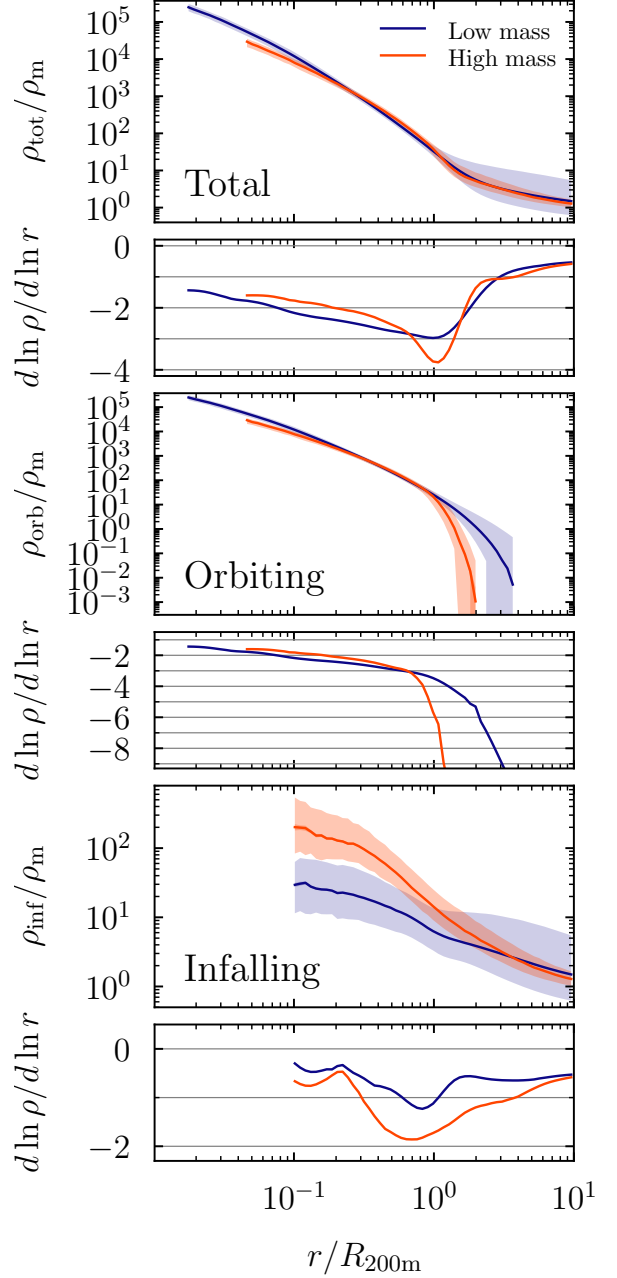 Low mass
High mass
ρ_tot/ρ_m
10^5
10^4
10^3
10^2
10^1
10^0
Total
d ln ρ/d ln r
0
−2
−4
ρ_orb/ρ_m
10^5
10^4
10^3
10^2
10^1
10^0
10^−1
10^−2
10^−3
Orbiting
d ln ρ/d ln r
−2
−4
−6
−8
ρ_inf/ρ_m
10^2
10^1
10^0
Infalling
d ln ρ/d ln r
0
−2
10^−1 10^0 10^1
r/R_200m